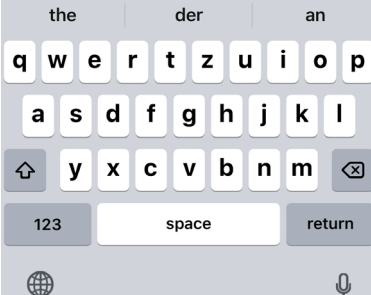 the der an
q w e r t z u i o p
a s d f g h j k l
y x c v b n m
123 space return